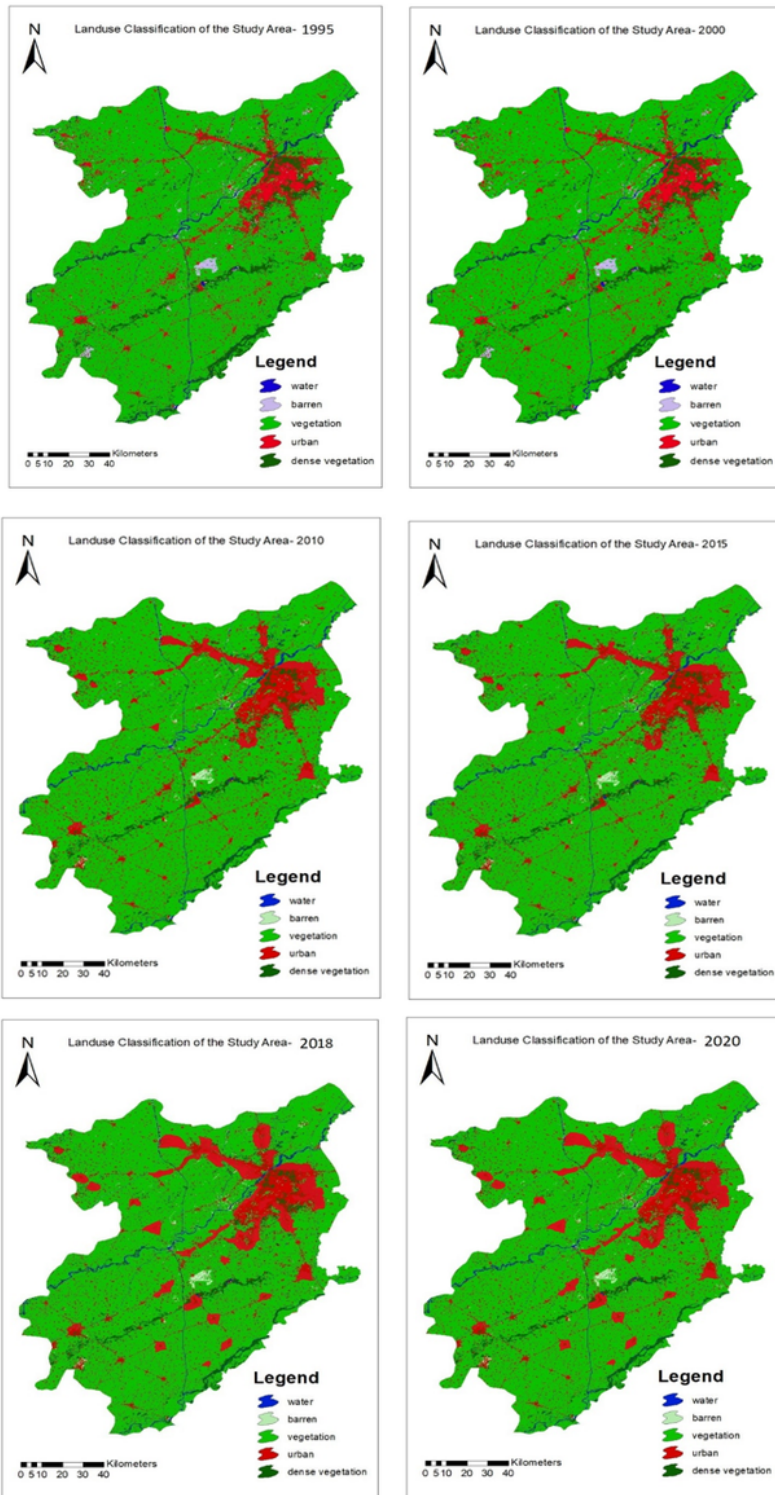 Landuse Classification of the Study Area- 1995
N
Legend
water
barren
vegetation
urban
dense vegetation
Kilometers
0 5 10 20 30 40
Landuse Classification of the Study Area- 2000
N
Legend
water
barren
vegetation
urban
dense vegetation
Kilometers
0 5 10 20 30 40
Landuse Classification of the Study Area- 2010
N
Legend
water
barren
vegetation
urban
dense vegetation
Kilometers
0 5 10 20 30 40
Landuse Classification of the Study Area- 2015
N
Legend
water
barren
vegetation
urban
dense vegetation
Kilometers
0 5 10 20 30 40
Landuse Classification of the Study Area- 2018
N
Legend
water
barren
vegetation
urban
dense vegetation
Kilometers
0 5 10 20 30 40
Landuse Classification of the Study Area- 2020
N
Legend
water
barren
vegetation
urban
dense vegetation
Kilometers
0 5 10 20 30 40